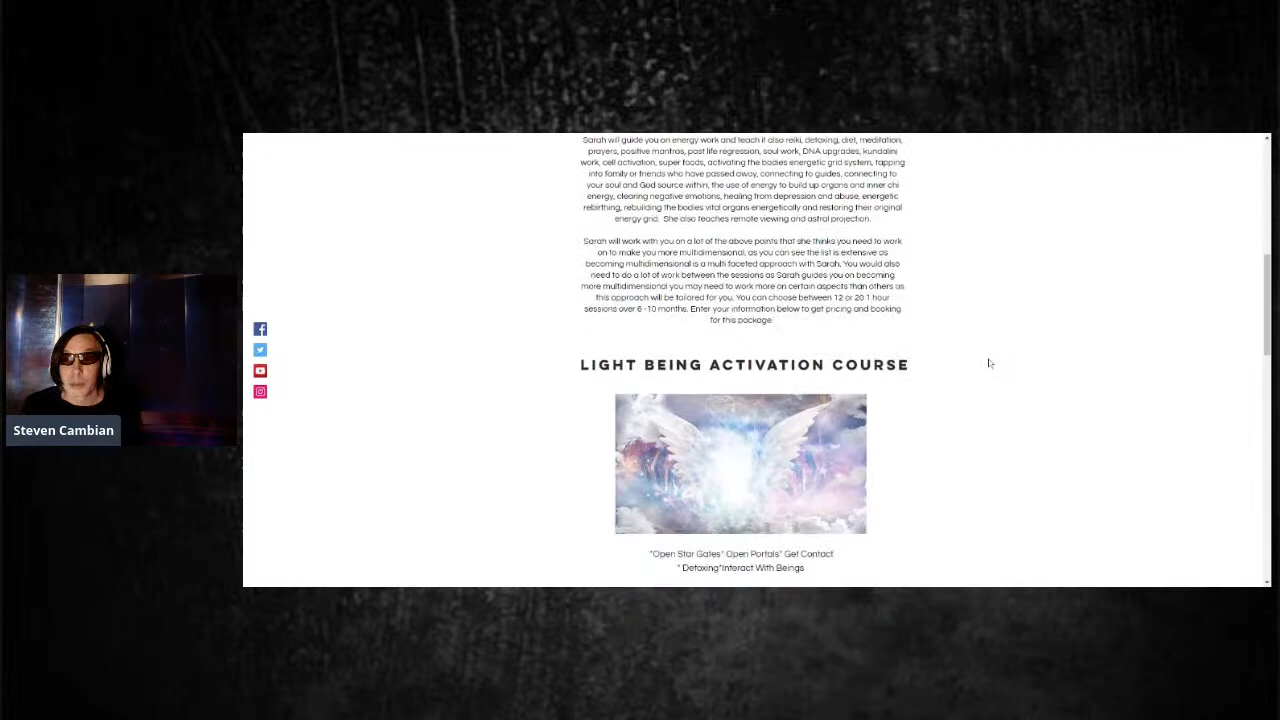 Sarah will guide you on energy work and teach it also reiki, detoxing, diet, meditation,
prayers, positive mantras, past life regression, soul work, DNA upgrades, kundalini
work, cell activation, super foods, activating the bodies energetic grid system, tapping
into family or friends who have passed away, connecting to guides, connecting to
your soul and God source within, the use of energy to build up organs and inner chi
energy, clearing negative emotions, healing from depression and abuse, energetic
rebirthing, rebuilding the bodies vital organs energetically and restoring their original
energy grid. She also teaches remote viewing and astral projection.
Sarah will work with you on a lot of the above points that she thinks you need to work
on to make you more multidimensional, as you can see the list is extensive as
becoming multidimensional is a multi faceted approach with Sarah. You would also
need to do a lot of work between the sessions as Sarah guides you on becoming
more multidimensional you may need to work more on certain aspects than others as
this approach will be tailored for you. You can choose between 12 or 20 1 hour
sessions over 6 -10 months. Enter your information below to get pricing and booking
for this package.
LIGHT BEING ACTIVATION COURSE
Steven Cambian
*Open Star Gates* Open Portals* Get Contact
* Detoxing*Interact With Beings